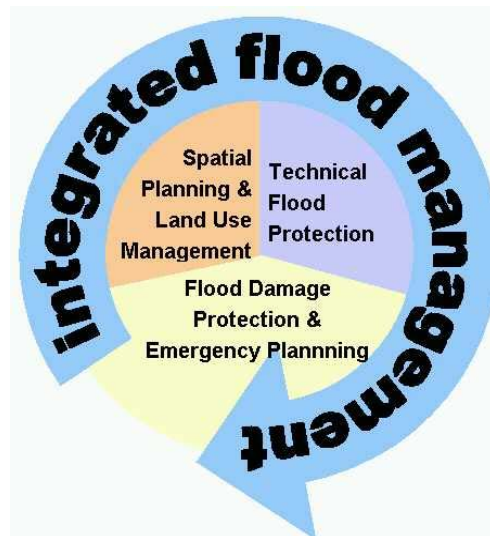 integrated flood management
Spatial
Planning &
Land Use
Management
Technical
Flood
Protection
Flood Damage
Protection &
Emergency Plannning